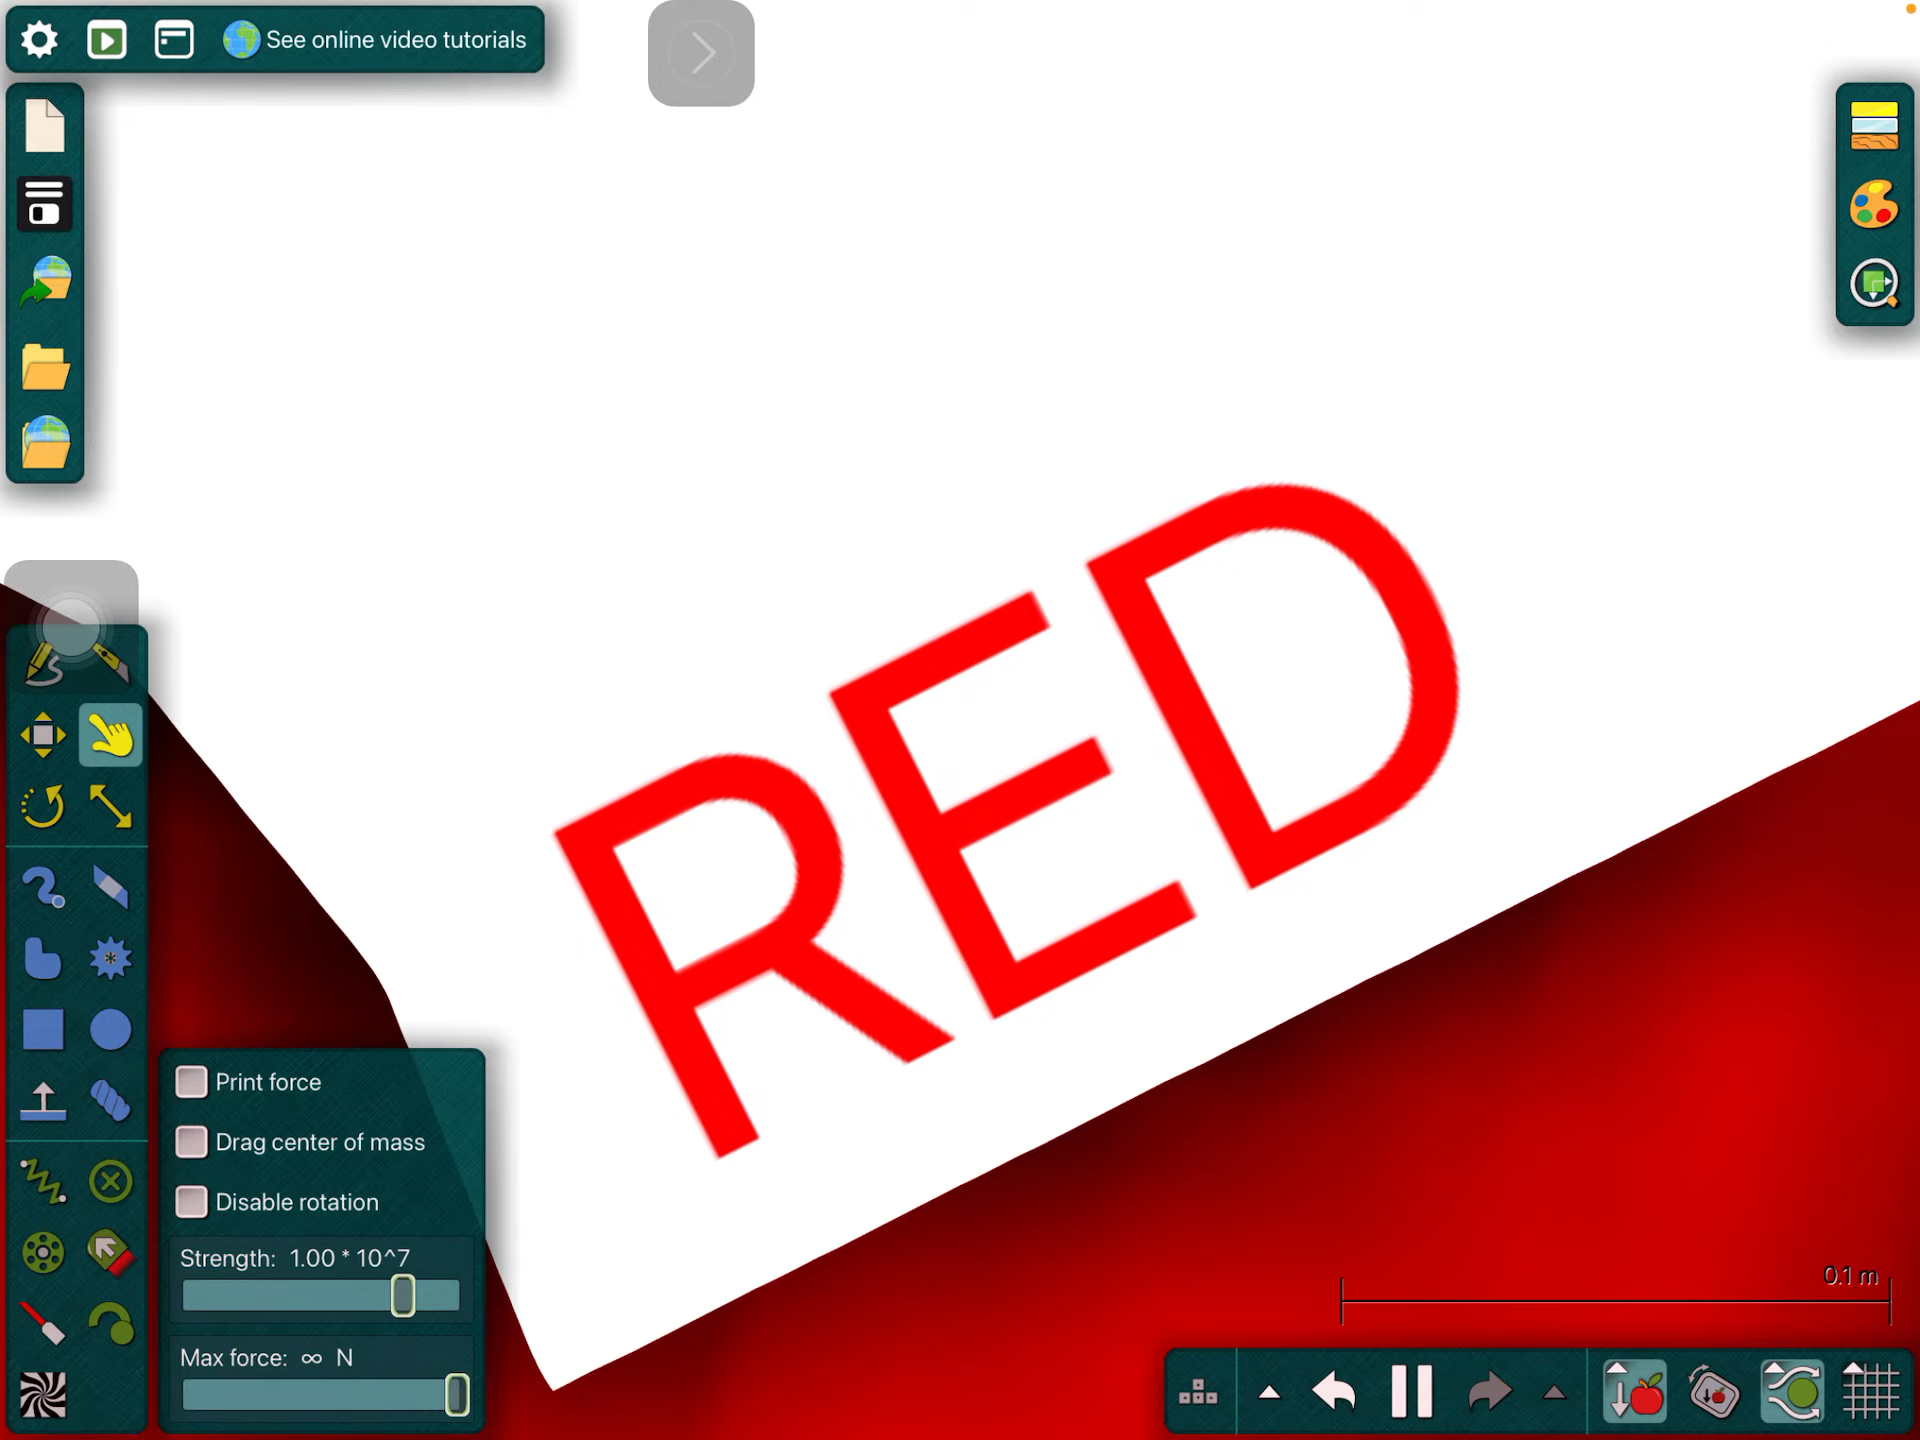 See online video tutorials
RED
Print force
Drag center of mass
Disable rotation
Strength: 1.00 * 10^7
Max force: ∞ N
0.1 m